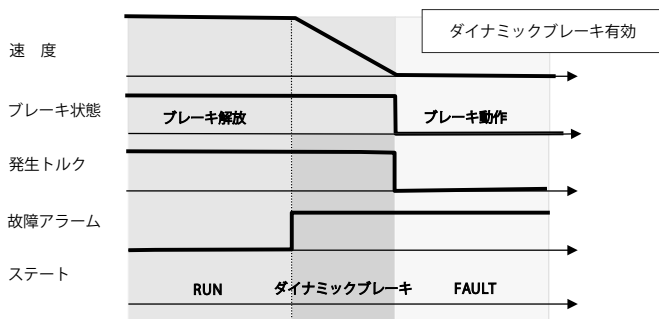 ダイナミックブレーキ有効
速　度
ブレーキ状態
ブレーキ解放 ブレーキ動作
発生トルク
故障アラーム
ステート
RUN ダイナミックブレーキ FAULT